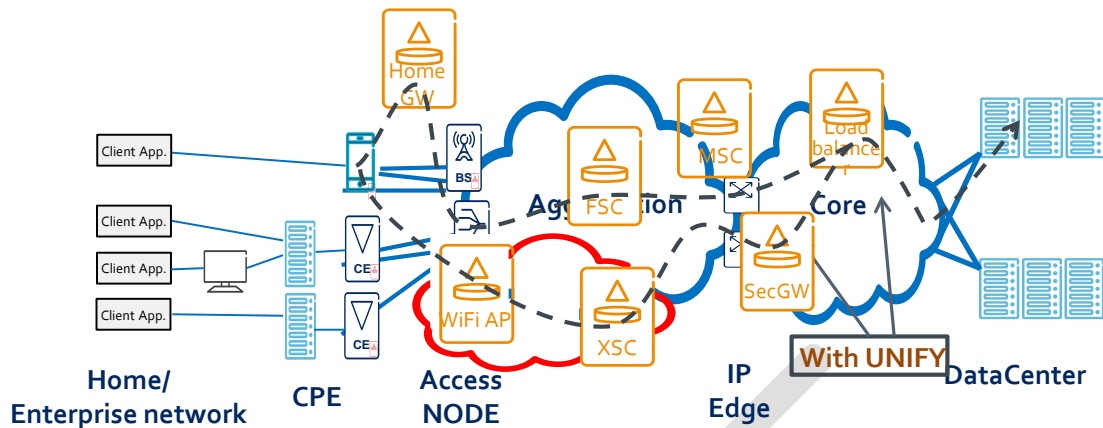 Home
GW
Client App.
BS
MSC
Load
balance
r
FSC
Aggregation
Core
Client App.
Client App.
CE
WiFi AP
XSC
SecGW
Client App.
CE
With UNIFY
Home/
Enterprise network
CPE
Access
NODE
IP
Edge
DataCenter